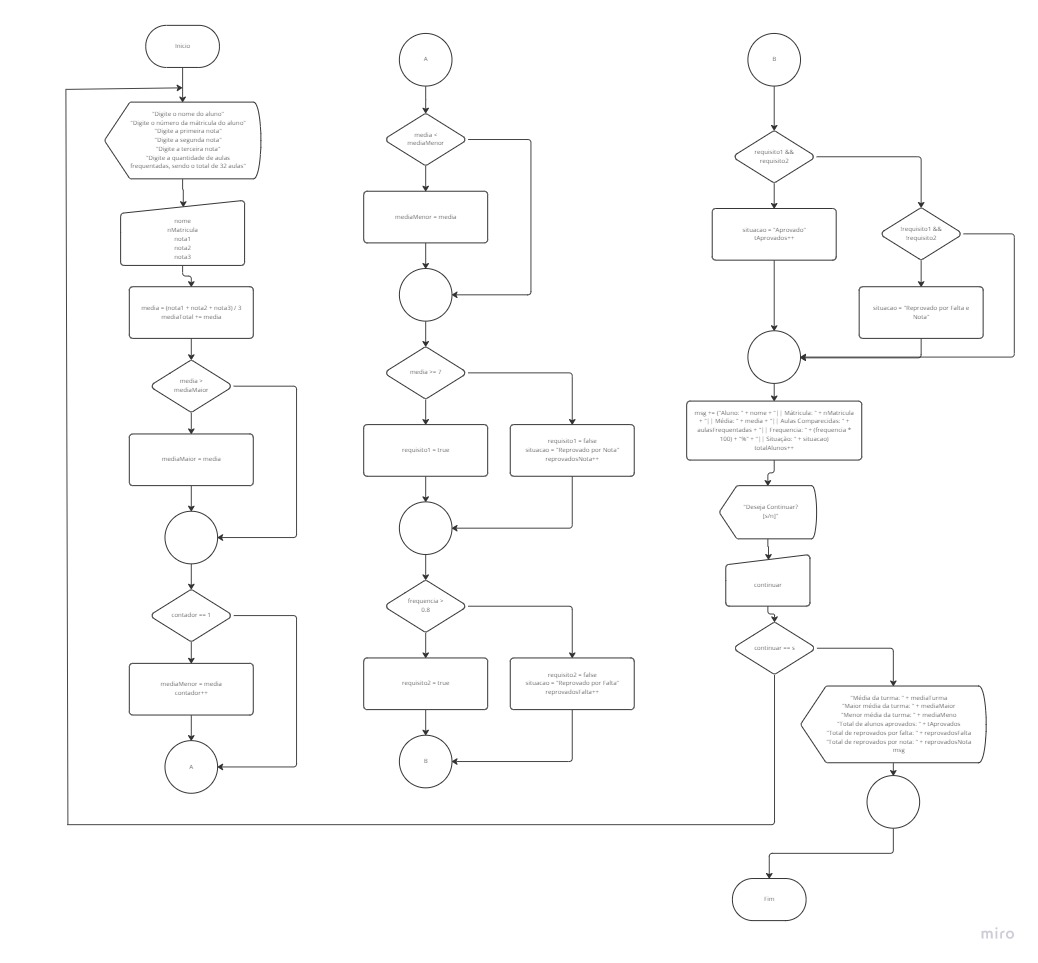 Inicio
"Digite o nome do aluno"
"Digite o número da mátricula do aluno"
"Digite a primeira nota"
"Digite a segunda nota"
"Digite a terceira nota"
"Digite a quantidade de aulas
frequentadas, sendo o total de 32 aulas"
nome
nMatricula
nota1
nota2
nota3
media = (nota1 + nota2 + nota3) / 3
mediaTotal += media
media >
mediaMaior
mediaMaior = media
contador == 1
mediaMenor = media
contador++
A
A
media <
mediaMenor
mediaMenor = media
media >= 7
requisito1 = true
requisito1 = false
situacao = "Reprovado por Nota"
reprovadosNota++
frequencia >
0.8
requisito2 = true
requisito2 = false
situacao = "Reprovado por Falta"
reprovadosFalta++
B
B
requisito1 &&
requisito2
situacao = "Aprovado"
tAprovados++
!requisito1 &&
!requisito2
situacao = "Reprovado por Falta e
Nota"
msg += ("Aluno: " + nome + "|| Mátricula: " + nMatricula
+ "|| Média: " + media + "|| Aulas Comparecidas: " +
aulasFrequentadas + "|| Frequencia: " + (frequencia *
100) + "%" + "|| Situação: " + situacao)
totalAlunos++
"Deseja Continuar?
[s/n]"
continuar
continuar == s
"Média da turma: " + mediaTurma
"Maior média da turma: " + mediaMaior
"Menor média da turma: " + mediaMeno
"Total de alunos aprovados: " + tAprovados
"Total de reprovados por falta: " + reprovadosFalta
"Total de reprovados por nota: " + reprovadosNota
msg
Fim
miro